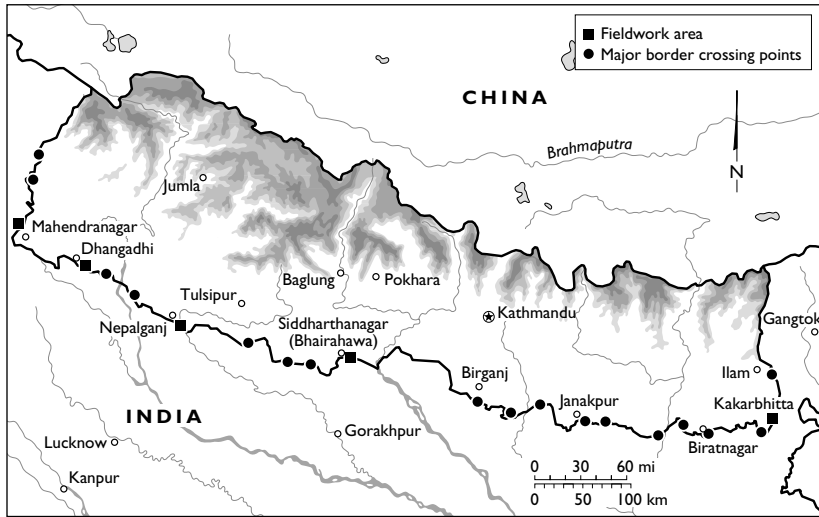 Fieldwork area
Major border crossing points
CHINA
Brahmaputra
N
Jumla
Mahendranagar
Dhangadhi
Baglung
Pokhara
Tulsipur
Nepalganj
Siddharthanagar
(Bhairahawa)
Kathmandu
Gangtok
Ilam
Birganj
Janakpur
Kakarbhitta
Biratnagar
INDIA
Gorakhpur
Lucknow
Kanpur
0 30 60 mi
0 50 100 km